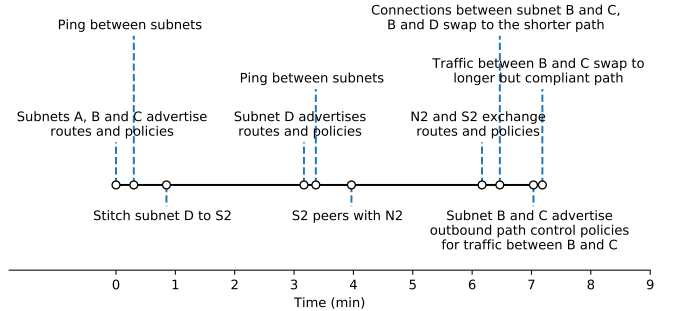 Connections between subnet B and C,
B and D swap to the shorter path
Ping between subnets
Traffic between B and C swap to
longer but compliant path
Ping between subnets
Subnets A, B and C advertise
routes and policies
Subnet D advertises
routes and policies
N2 and S2 exchange
routes and policies
Stitch subnet D to S2
S2 peers with N2
Subnet B and C advertise
outbound path control policies
for traffic between B and C
0 1 2 3 4 5 6 7 8 9
Time (min)